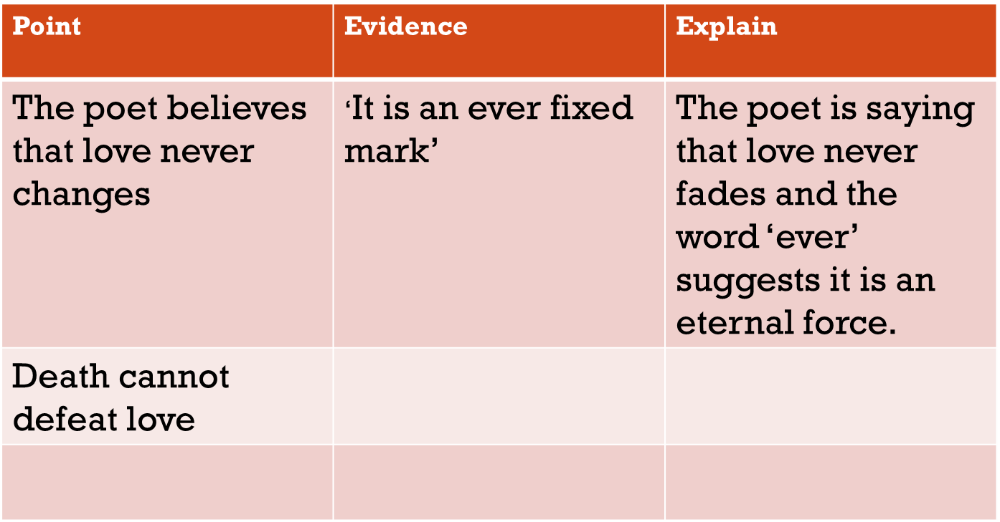 Point
Evidence
Explain
The poet believes
that love never
changes
‘It is an ever fixed
mark’
The poet is saying
that love never
fades and the
word ‘ever’
suggests it is an
eternal force.
Death cannot
defeat love